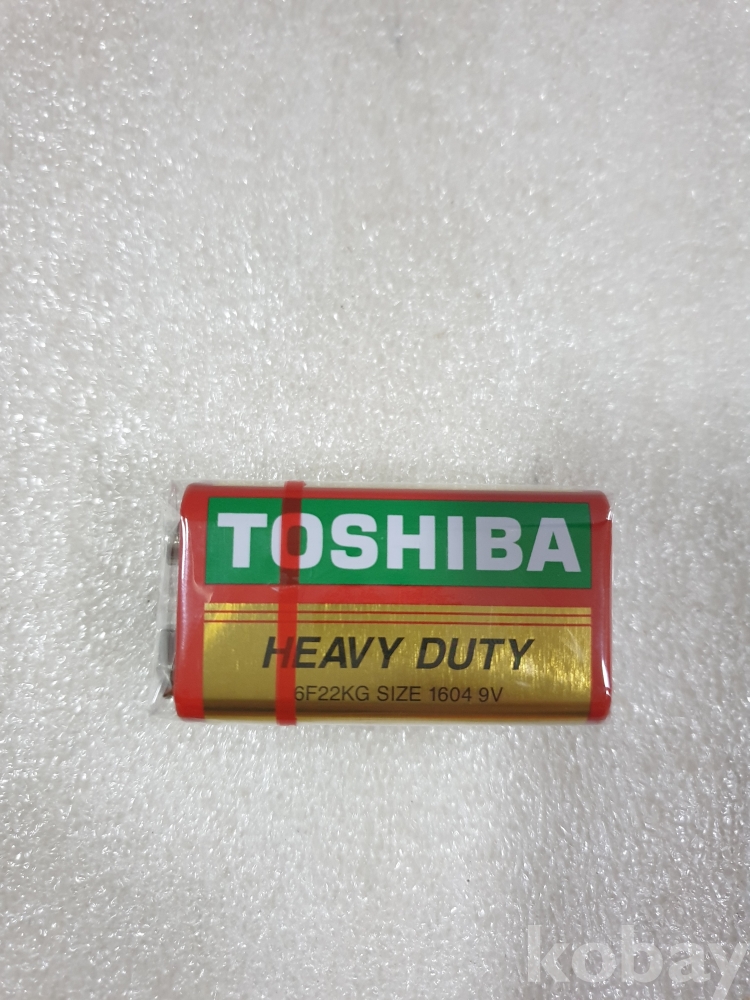 TOSHIBA
HEAVY DUTY
6F22KG SIZE 1604 9V
kobay